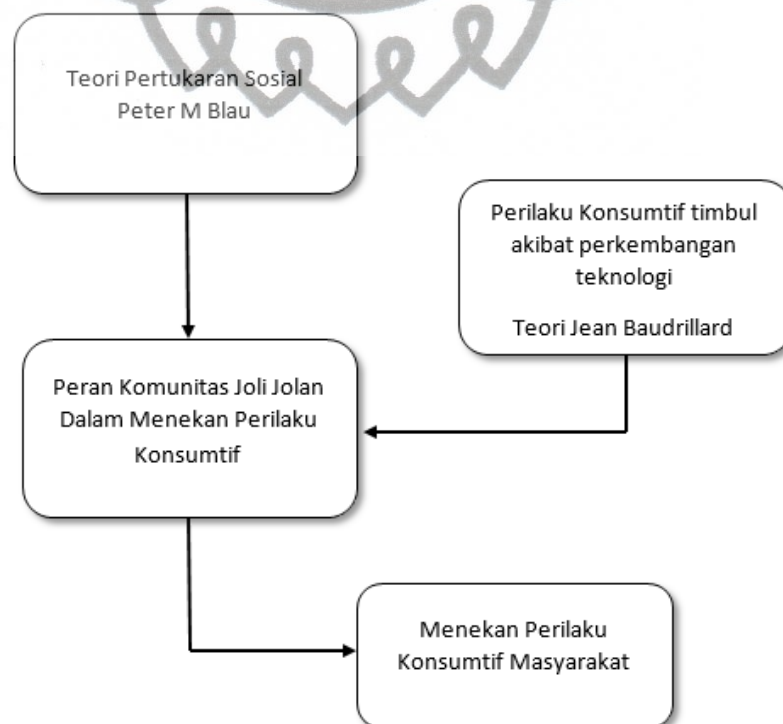 Teori Pertukaran Sosial
Peter M Blau
Perilaku Konsumtif timbul
akibat perkembangan
teknologi
Teori Jean Baudrillard
Peran Komunitas Joli Jolan
Dalam Menekan Perilaku
Konsumtif
Menekan Perilaku
Konsumtif Masyarakat